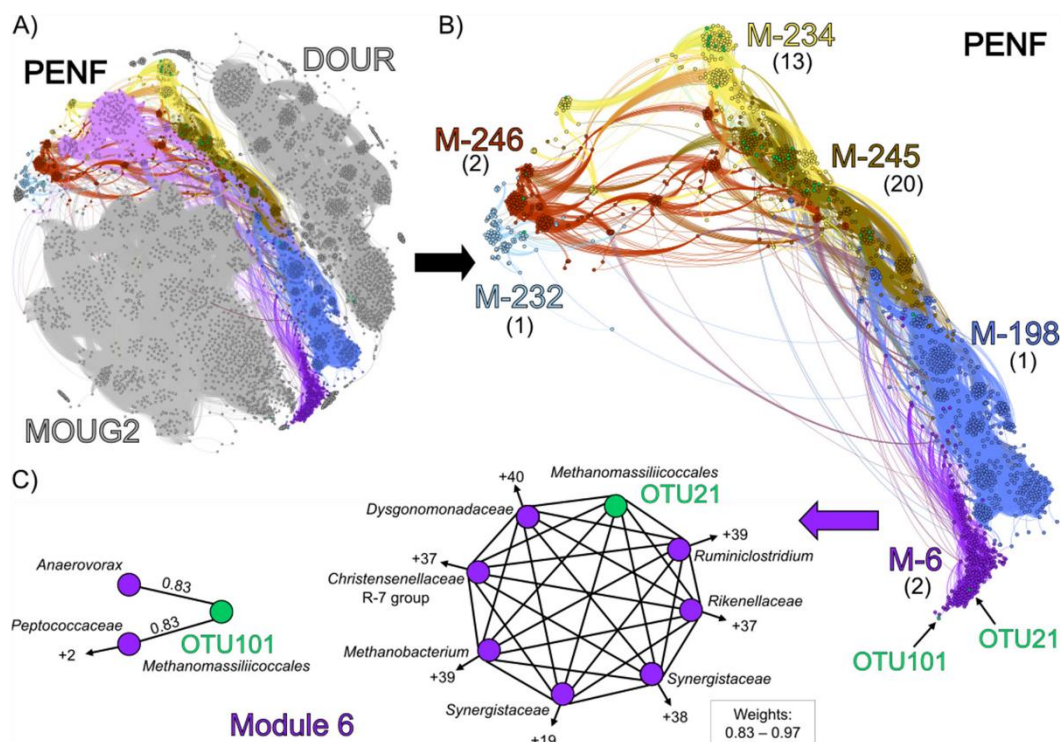 A)
PENF
DOUR
MOUG2
B)
PENF
M-234
(13)
M-246
(2)
M-245
(20)
M-232
(1)
M-198
(1)
M-6
(2)
OTU21
OTU101
C)
Anaerovorax
0.83
Peptococcaceae
0.83
+2
OTU101
Methanomassiliicoccales
Module 6
+40
Methanomassiliicoccales
OTU21
Dysgonomonadaceae
+39
Ruminiclostridium
+37
Christensenellaceae
R-7 group
Rikenellaceae
+37
Methanobacterium
+39
Synergistaceae
+38
Synergistaceae
+19
Weights:
0.83 – 0.97